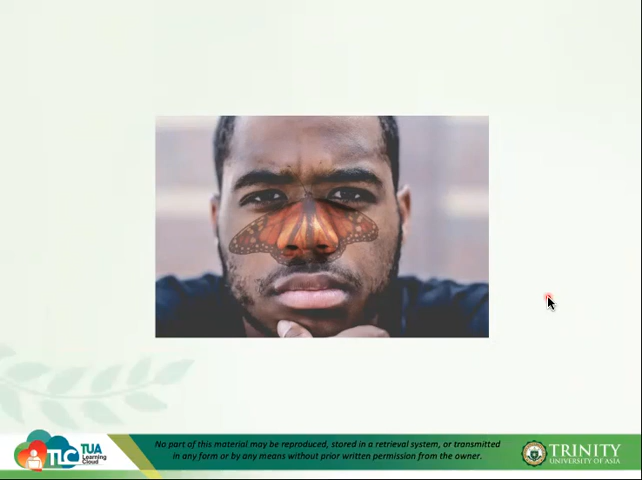 TLC
TUA
Learning
Cloud
No part of this material may be reproduced, stored in a retrieval system, or transmitted
in any form or by any means without prior written permission from the owner.
TRINITY
UNIVERSITY OF ASIA